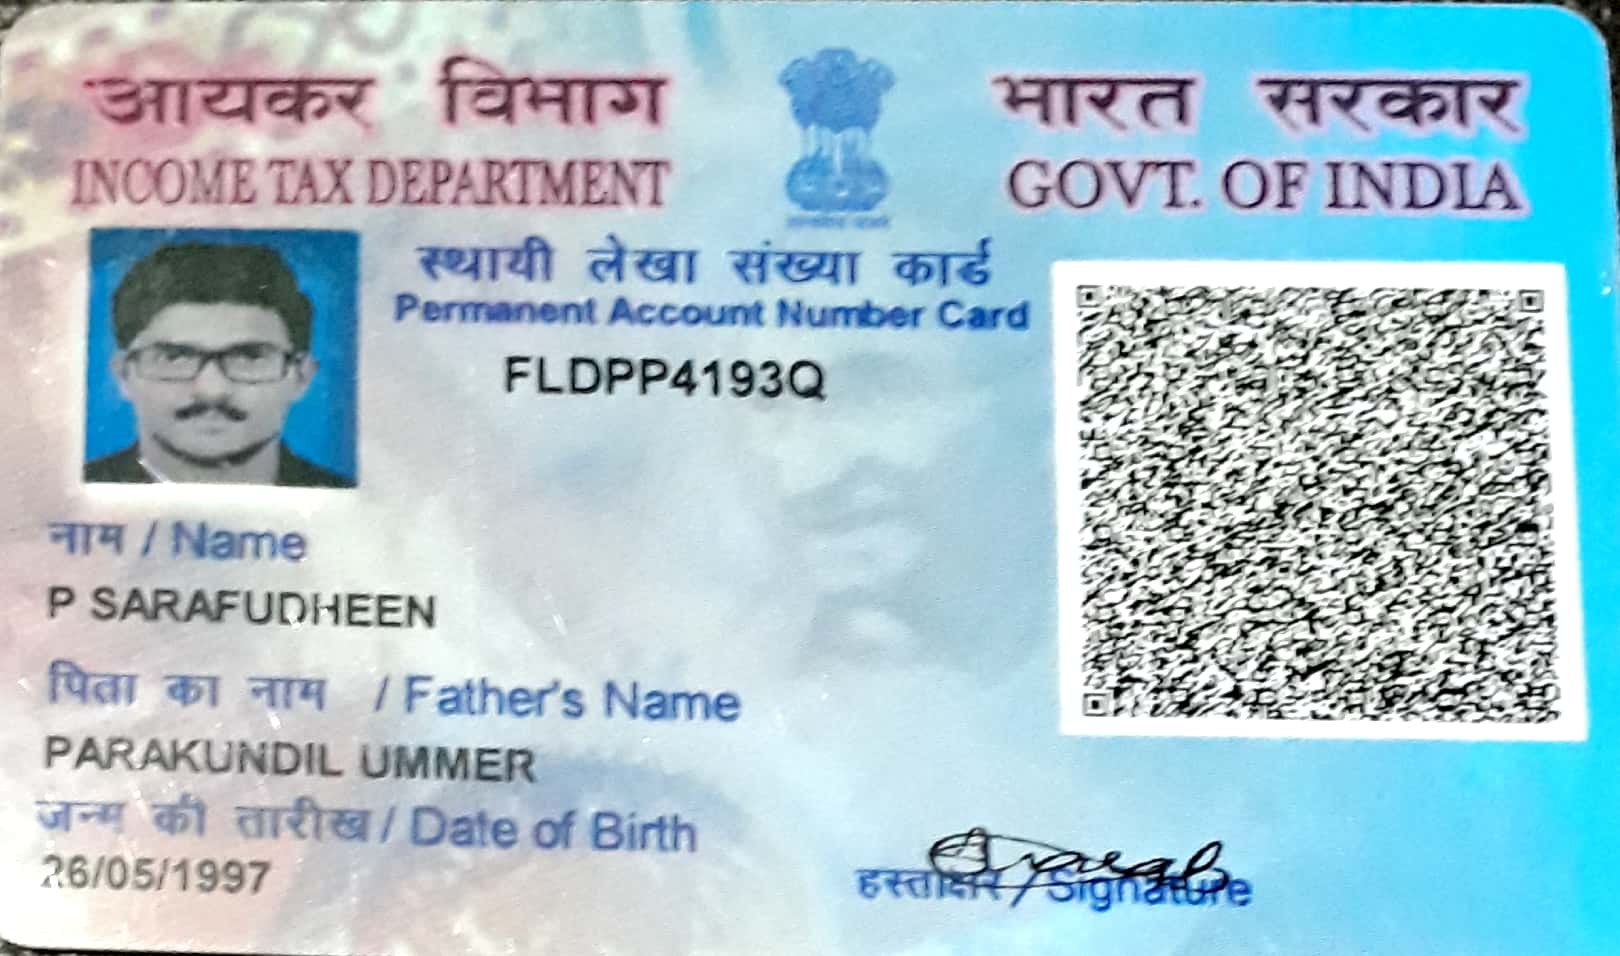 आयकर विभाग
INCOME TAX DEPARTMENT
भारत सरकार
GOVT. OF INDIA
स्थायी लेखा संख्या कार्ड
Permanent Account Number Card
FLDPP4193Q
नाम / Name
P SARAFUDHEEN
पिता का नाम / Father's Name
PARAKUNDIL UMMER
जन्म की तारीख / Date of Birth
26/05/1997
हस्ताक्षर / Signature